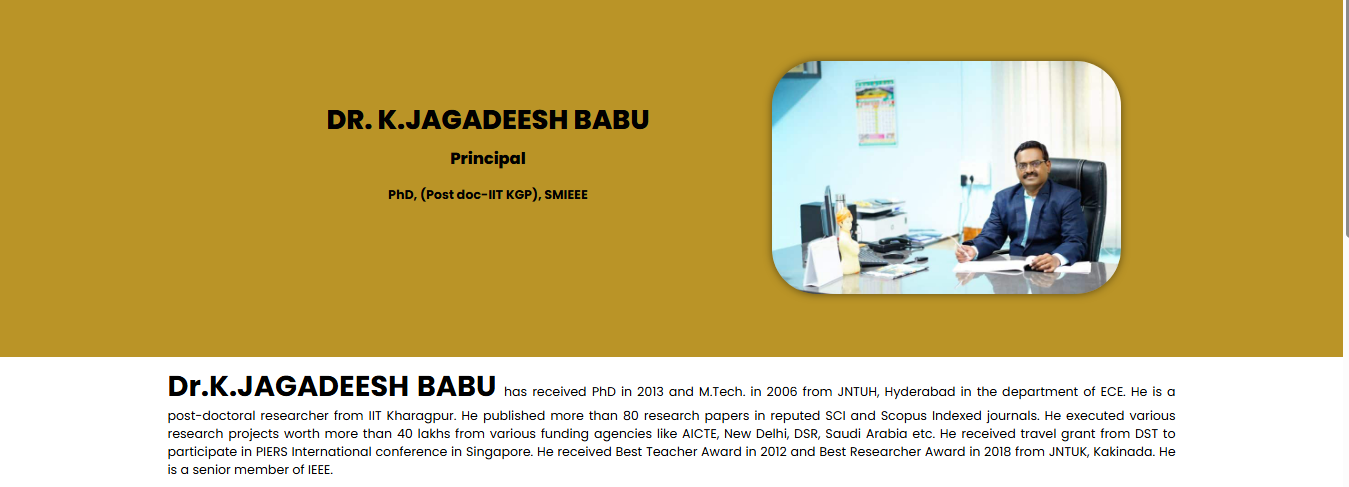 DR. K.JAGADEESH BABU
Principal
PhD, (Post doc-IIT KGP), SMIEEE
Dr.K.JAGADEESH BABU has received PhD in 2013 and M.Tech. in 2006 from JNTUH, Hyderabad in the department of ECE. He is a
post-doctoral researcher from IIT Kharagpur. He published more than 80 research papers in reputed SCI and Scopus Indexed journals. He executed various
research projects worth more than 40 lakhs from various funding agencies like AICTE, New Delhi, DSR, Saudi Arabia etc. He received travel grant from DST to
participate in PIERS International conference in Singapore. He received Best Teacher Award in 2012 and Best Researcher Award in 2018 from JNTUK, Kakinada. He
is a senior member of IEEE.